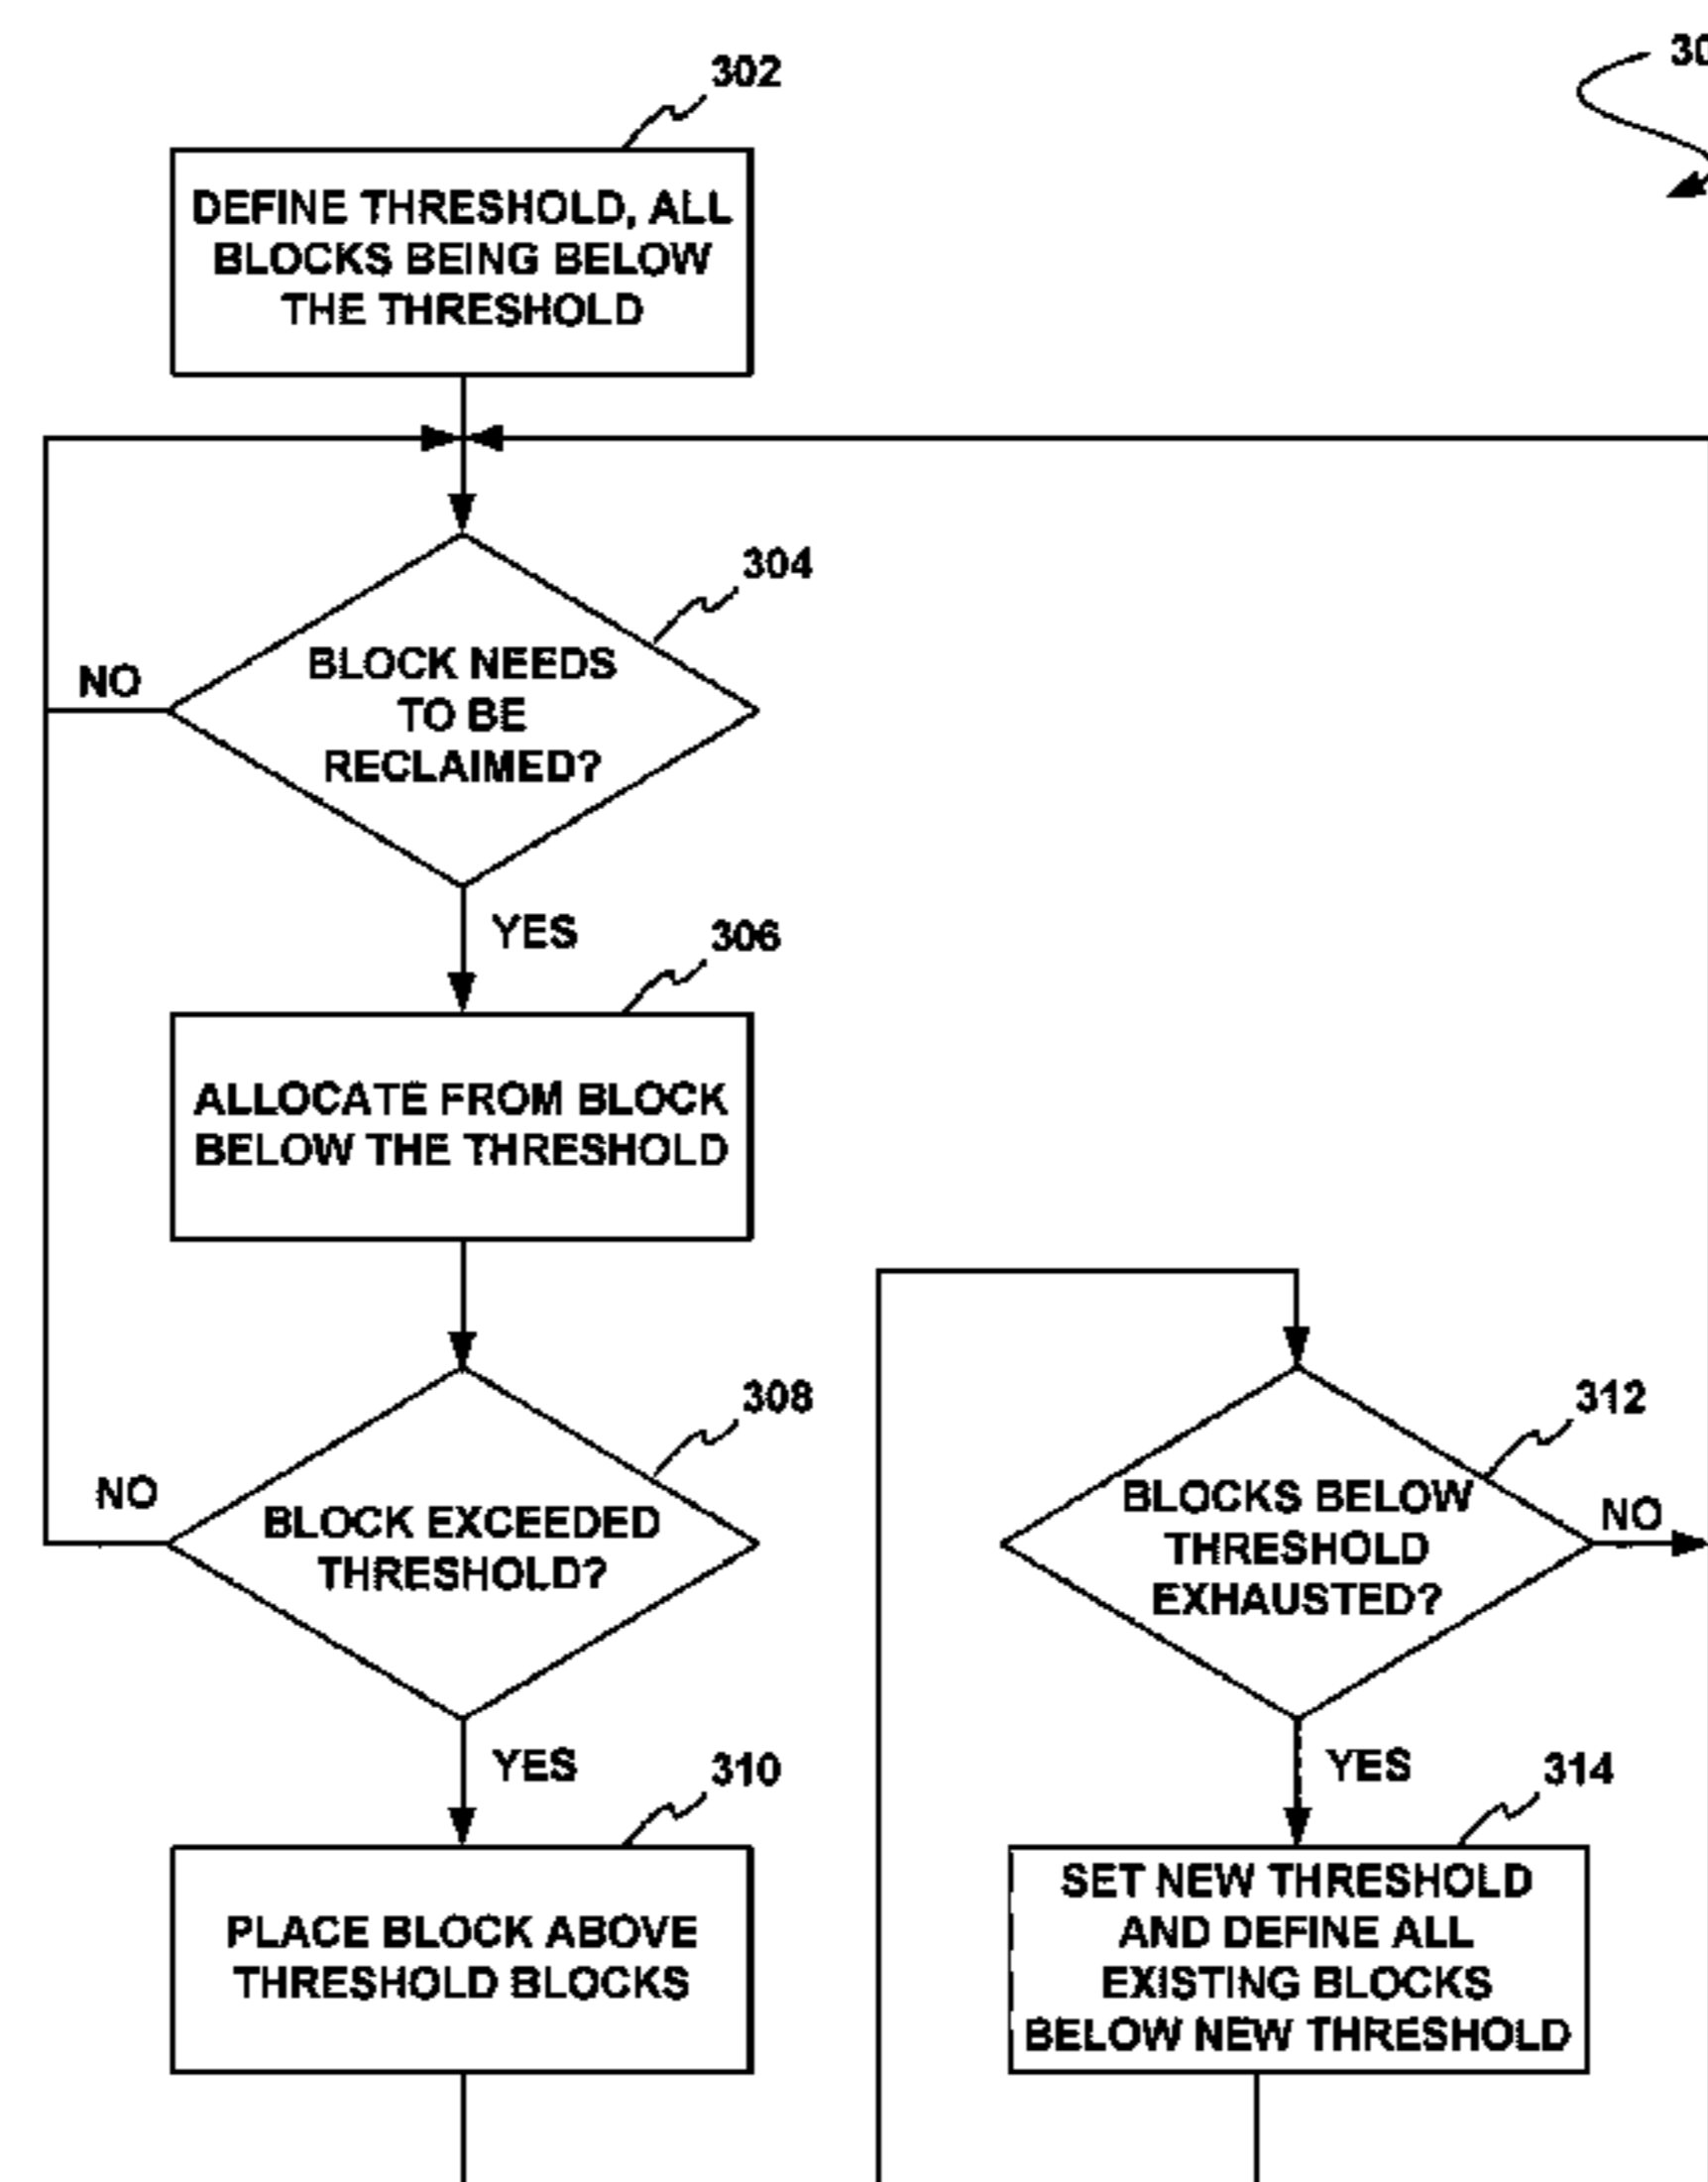 302
30
DEFINE THRESHOLD, ALL
BLOCKS BEING BELOW
THE THRESHOLD
304
BLOCK NEEDS
TO BE
RECLAIMED?
NO
YES
306
ALLOCATE FROM BLOCK
BELOW THE THRESHOLD
308
BLOCK EXCEEDED
THRESHOLD?
NO
YES
310
PLACE BLOCK ABOVE
THRESHOLD BLOCKS
312
BLOCKS BELOW
THRESHOLD
EXHAUSTED?
NO
YES
314
SET NEW THRESHOLD
AND DEFINE ALL
EXISTING BLOCKS
BELOW NEW THRESHOLD